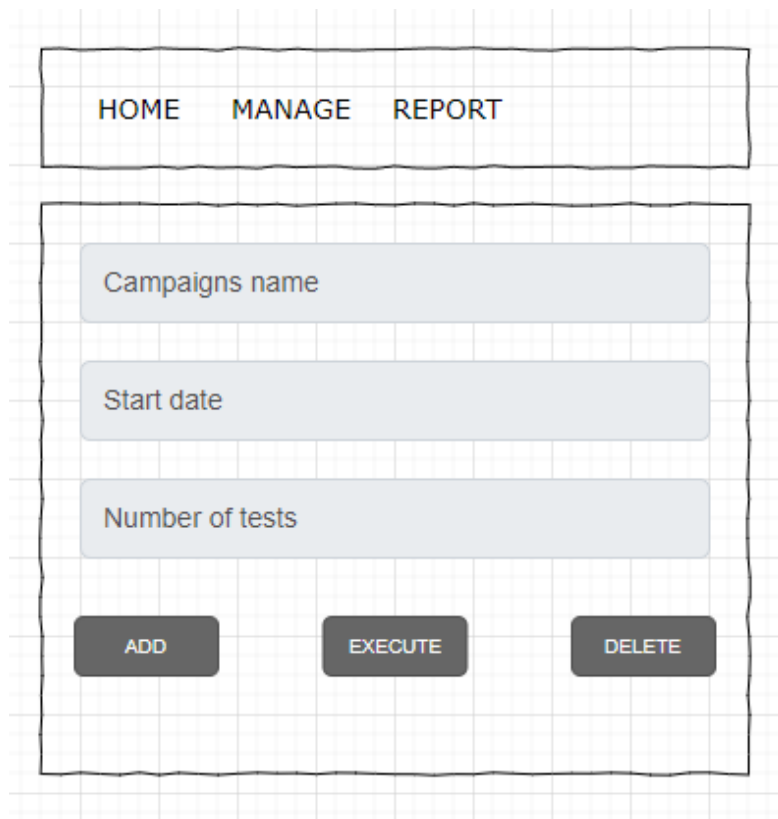 HOME MANAGE REPORT
Campaigns name
Start date
Number of tests
ADD EXECUTE DELETE